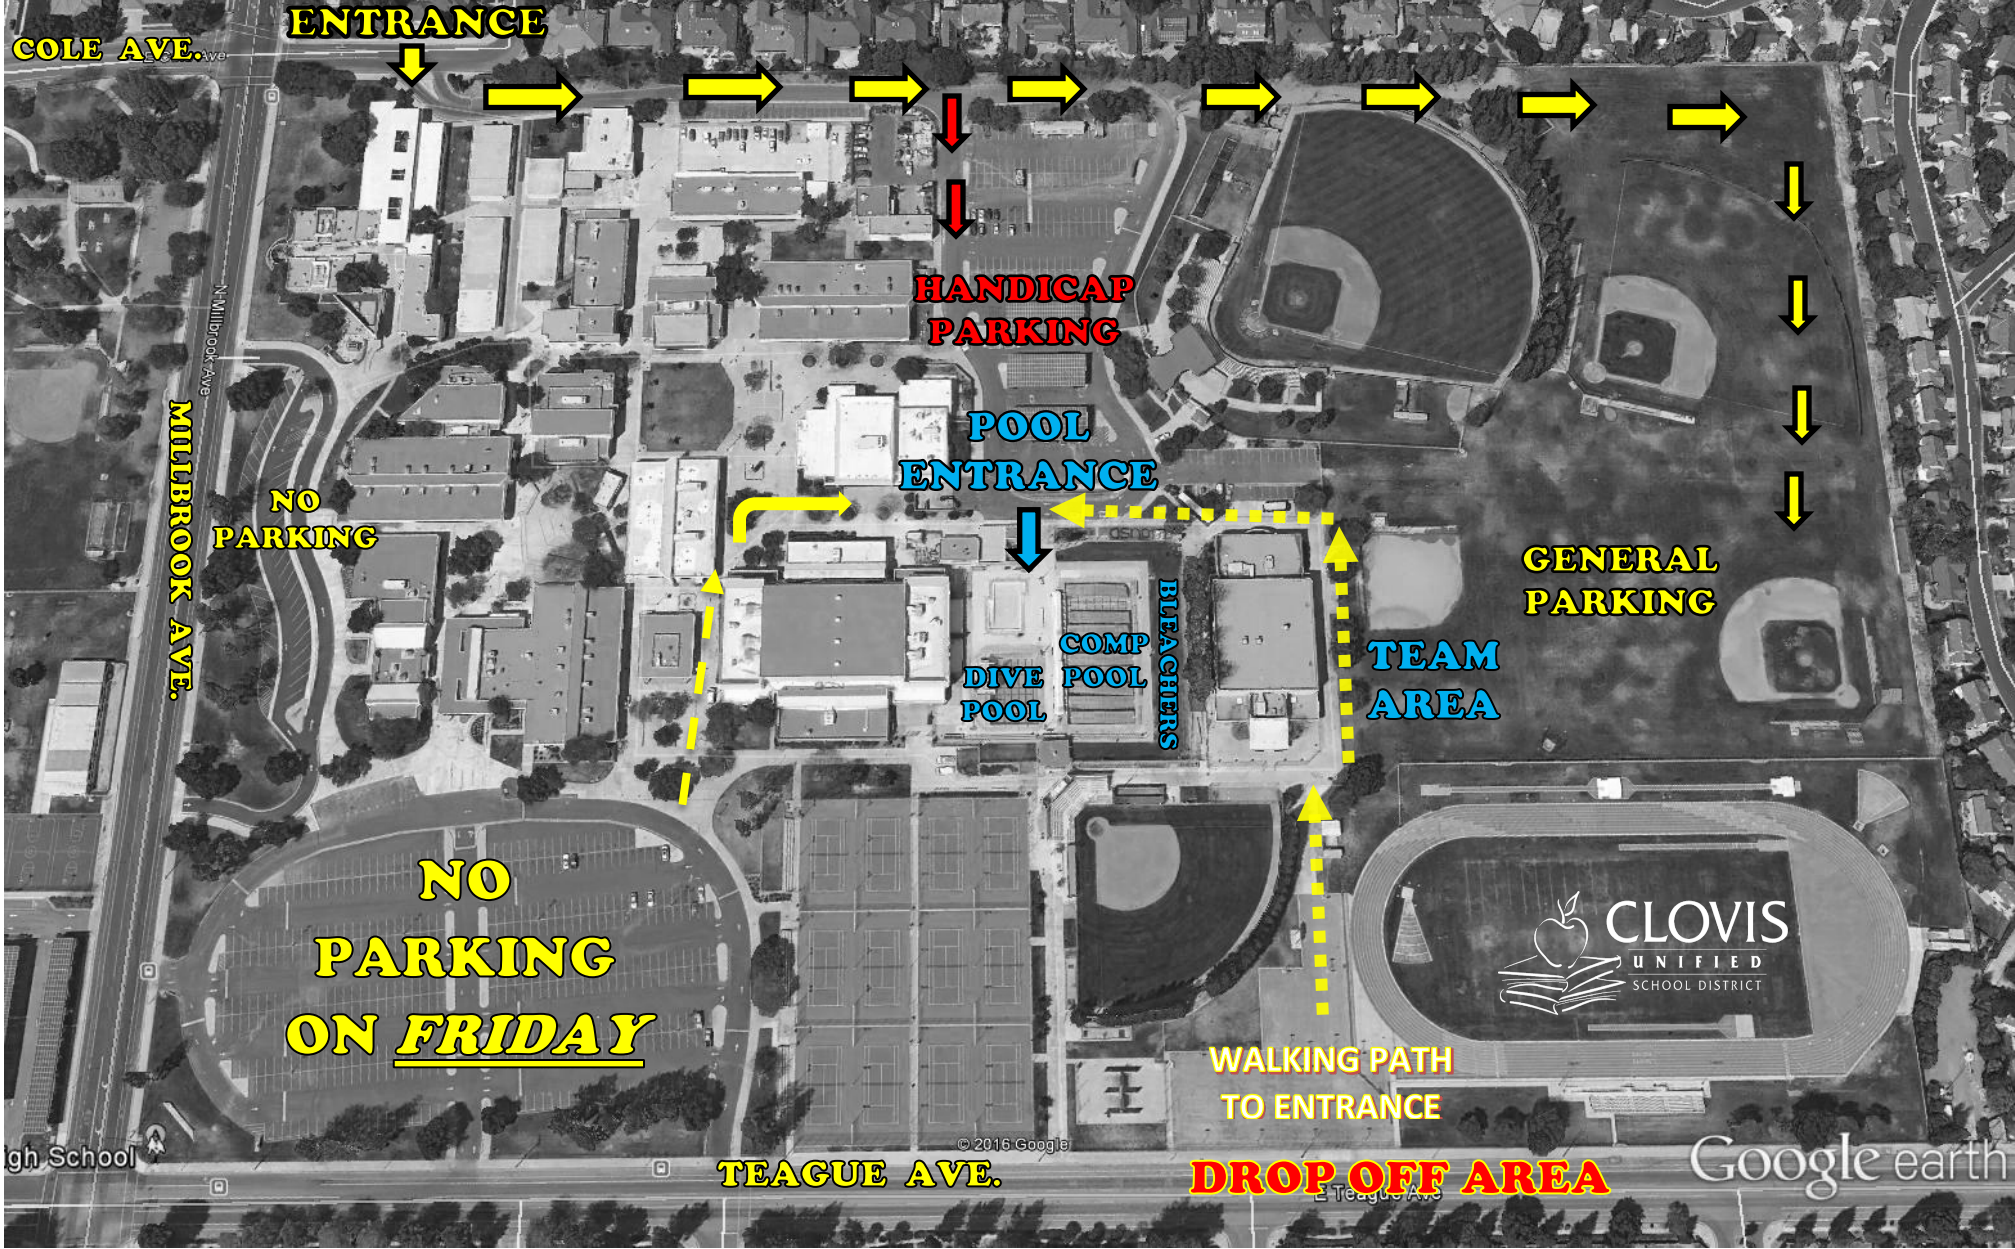 ENTRANCE
COLE AVE.
HANDICAP
PARKING
N Millbrook Ave
MILLBROOK AVE.
POOL
ENTRANCE
NO
PARKING
GENERAL
PARKING
BLEACHERS
COMP
POOL
DIVE
POOL
TEAM
AREA
NO
PARKING
ON FRIDAY
CLOVIS
UNIFIED
SCHOOL DISTRICT
WALKING PATH
TO ENTRANCE
© 2016 Google
gh School
TEAGUE AVE.
DROP OFF AREA
E Teague Ave
Google earth